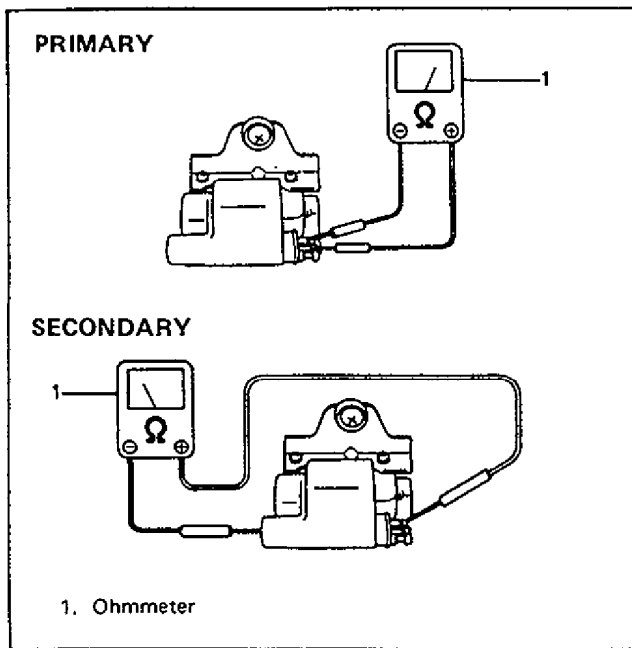 PRIMARY
1
Ω
⊖ ⊕
SECONDARY
1
Ω
⊖ ⊕
1. Ohmmeter